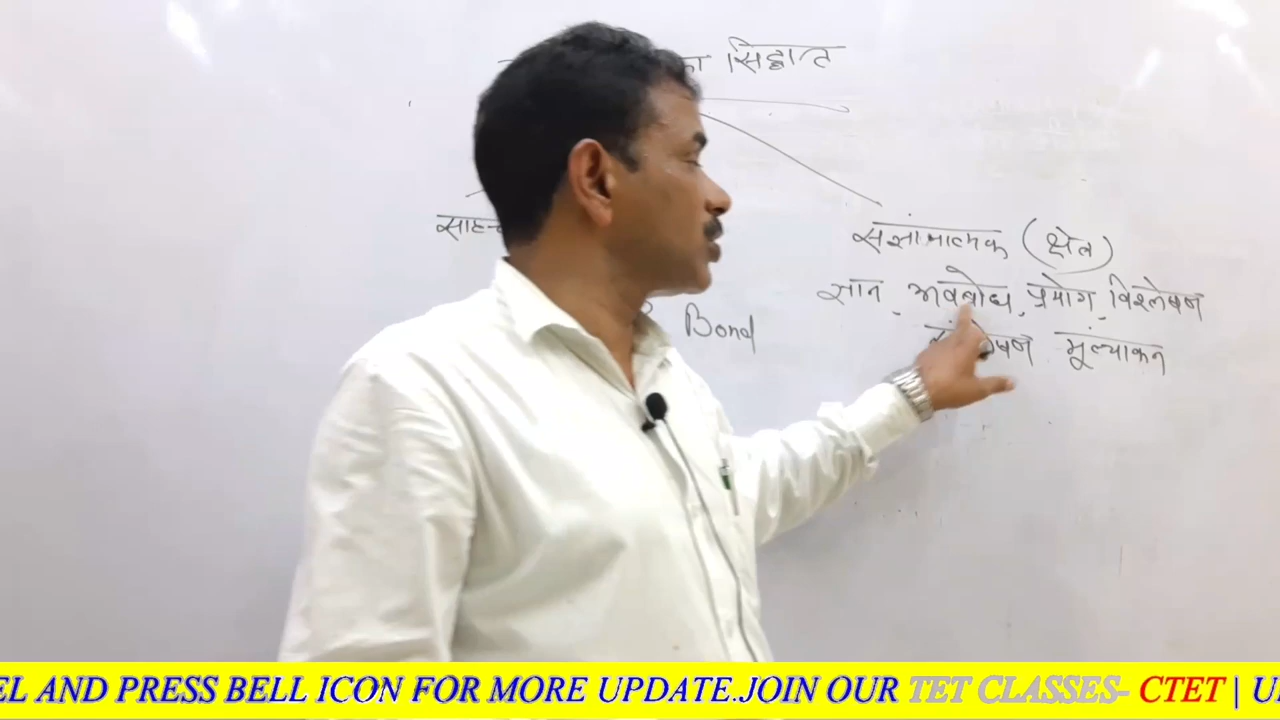 का सिद्धान्त
संज्ञानात्मक (क्षेत्र)
ज्ञान, अवबोध, प्रयोग, विश्लेषण
मूल्यांकन
Bond
EL AND PRESS BELL ICON FOR MORE UPDATE.JOIN OUR TET CLASSES- CTET | U